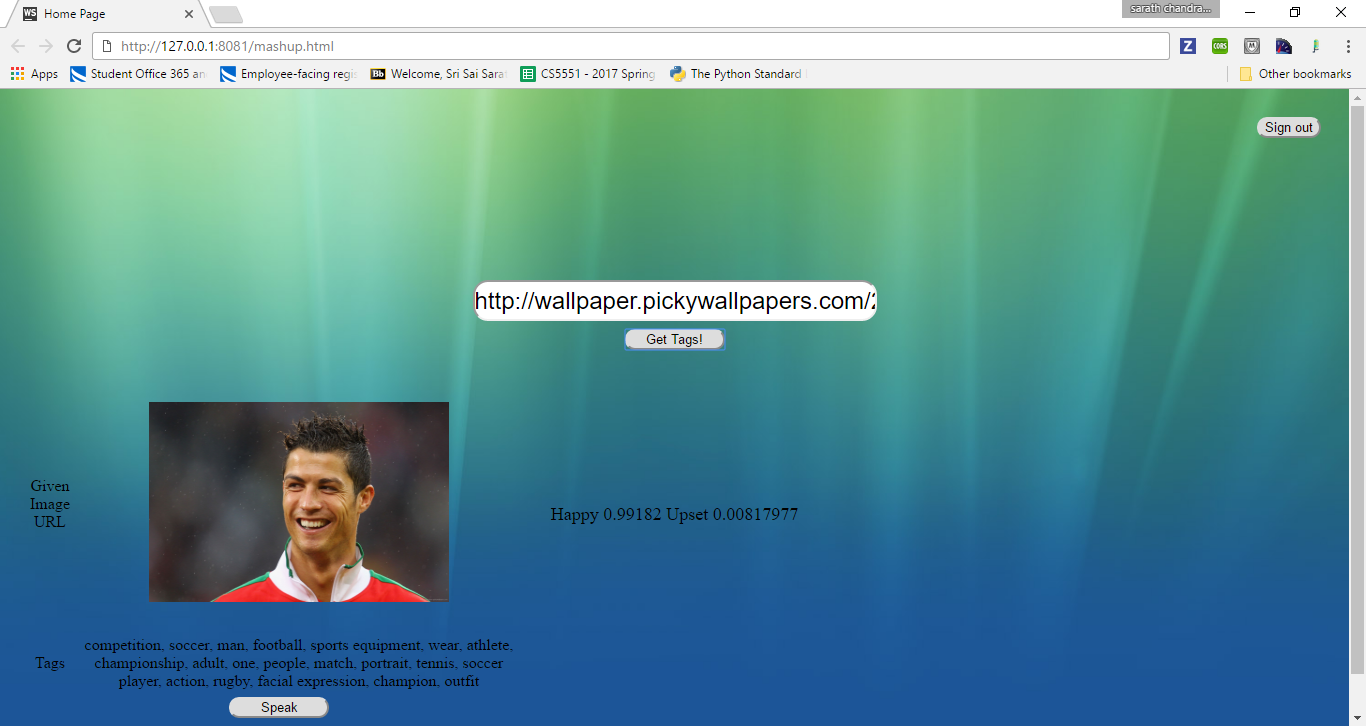 WS Home Page
sarath chandra...
http://127.0.0.1:8081/mashup.html
Z CORS
Apps Student Office 365 an Employee-facing regis Bb Welcome, Sri Sai Sarat CS5551 - 2017 Spring The Python Standard Other bookmarks
Sign out
http://wallpaper.pickywallpapers.com/2
Get Tags!
Given
Image
URL
Happy 0.99182 Upset 0.00817977
Tags
competition, soccer, man, football, sports equipment, wear, athlete,
championship, adult, one, people, match, portrait, tennis, soccer
player, action, rugby, facial expression, champion, outfit
Speak